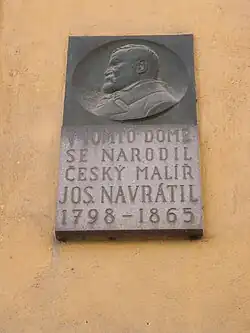 V TOMTO DOMĚ
SE NARODIL
ČESKÝ MALÍŘ
JOS. NAVRÁTIL
1798 - 1865